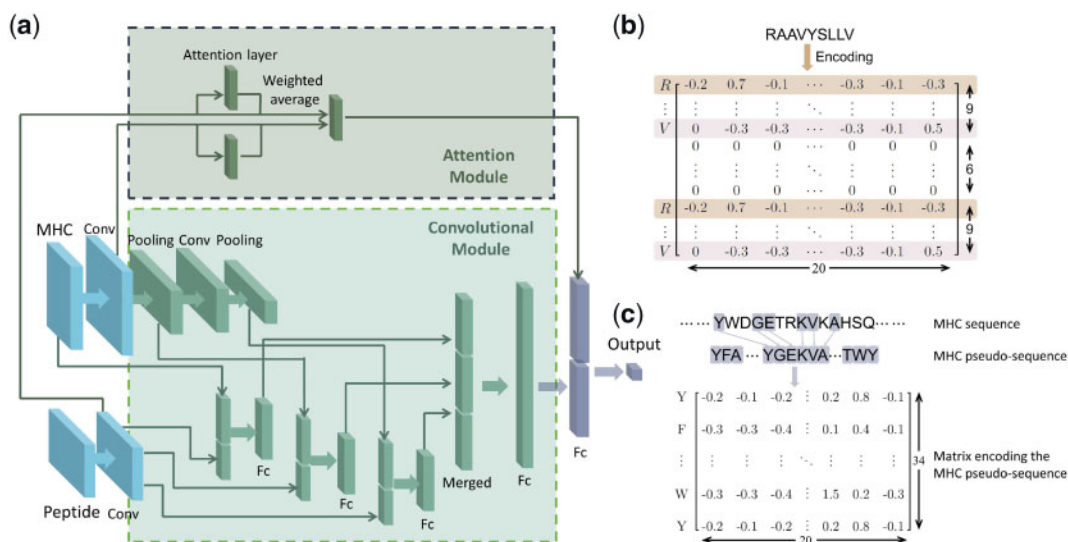 (a)
Attention layer
Weighted
average
Attention
Module
MHC
Conv
Pooling
Conv
Pooling
Convolutional
Module
Output
Fc
Fc
Fc
Fc
Merged
Fc
Peptide
Conv
(b)
RAAVYSLLV
Encoding
R -0.2 0.7 -0.1 ⋯ -0.3 -0.1 -0.3
⋮ ⋮ ⋮ ⋮ ⋱ ⋮ ⋮ ⋮
9
V 0 -0.3 -0.3 ⋯ -0.3 -0.1 0.5
0 0 0 ⋯ 0 0 0
⋮ ⋮ ⋮ ⋱ ⋮ ⋮ ⋮
6
0 0 0 ⋯ 0 0 0
R -0.2 0.7 -0.1 ⋯ -0.3 -0.1 -0.3
⋮ ⋮ ⋮ ⋮ ⋱ ⋮ ⋮ ⋮
9
V 0 -0.3 -0.3 ⋯ -0.3 -0.1 0.5
20
(c)
⋯ ⋯ YWDGETRKVKAHSQ ⋯ ⋯ MHC sequence
YFA ⋯ YGEKVA ⋯ TWY MHC pseudo-sequence
Y -0.2 -0.1 -0.2 ⋮ 0.2 0.8 -0.1
F -0.3 -0.3 -0.4 ⋮ 0.1 0.4 -0.1
⋮ ⋮ ⋮ ⋮ ⋱ ⋮ ⋮ ⋮
34
Matrix encoding the
MHC pseudo-sequence
W -0.3 -0.3 -0.4 ⋮ 1.5 0.2 -0.3
Y -0.2 -0.1 -0.2 ⋮ 0.2 0.8 -0.1
20